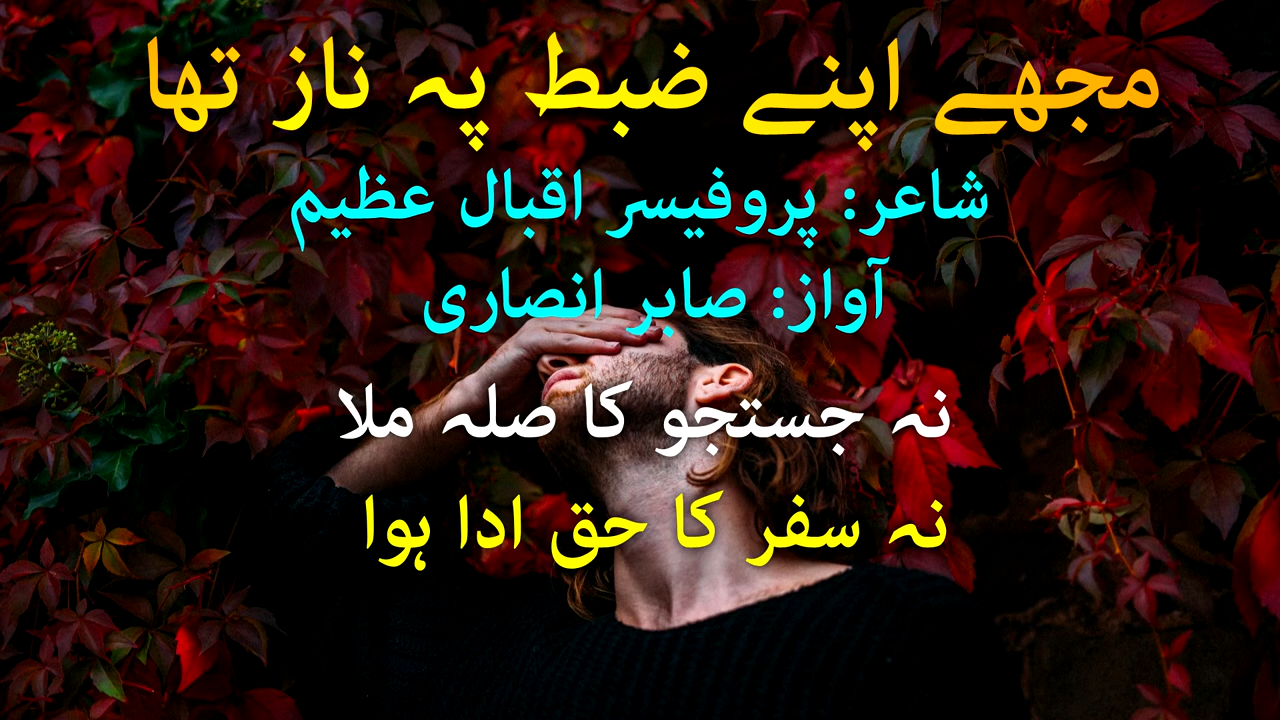 مجھے اپنے ضبط پہ ناز تھا
شاعر: پروفیسر اقبال عظیم
آواز: صابر انصاری
نہ جستجو کا صلہ ملا
نہ سفر کا حق ادا ہوا